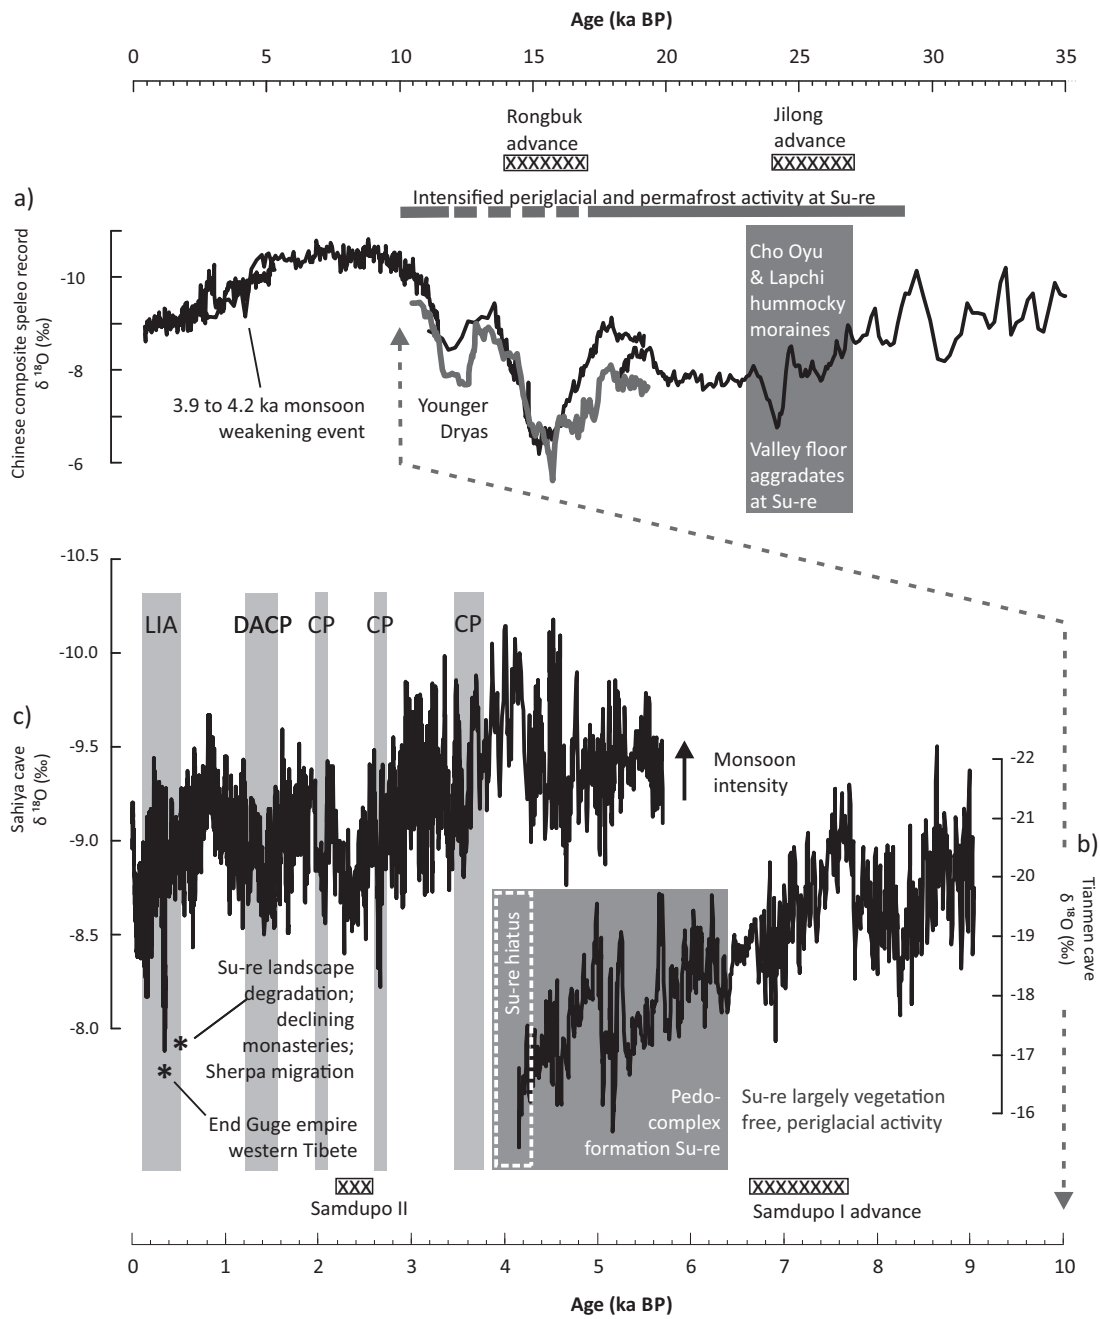 Age (ka BP)
0 5 10 15 20 25 30 35
Rongbuk
advance
XXXXXXX
Jilong
advance
XXXXXXX
a)
Intensified periglacial and permafrost activity at Su-re
Chinese composite speleo record
δ ¹⁸O (‰)
-10
-8
-6
Cho Oyu
& Lapchi
hummocky
moraines
3.9 to 4.2 ka monsoon
weakening event
Younger
Dryas
Valley floor
aggradates
at Su-re
-10.5
-10.0
-9.5
-9.0
-8.5
-8.0
LIA
DACP
CP
CP
CP
c)
Sahiya cave
δ ¹⁸O (‰)
Monsoon
intensity
-22
-21
-20
-19
-18
-17
-16
b)
Tianmen cave
δ ¹⁸O (‰)
Su-re hiatus
Su-re landscape
degradation;
declining
monasteries;
Sherpa migration
*
*
End Guge empire
western Tibete
Pedo-
complex
formation Su-re
Su-re largely vegetation
free, periglacial activity
XXX
Samdupo II
XXXXXXXX
Samdupo I advance
0 1 2 3 4 5 6 7 8 9 10
Age (ka BP)